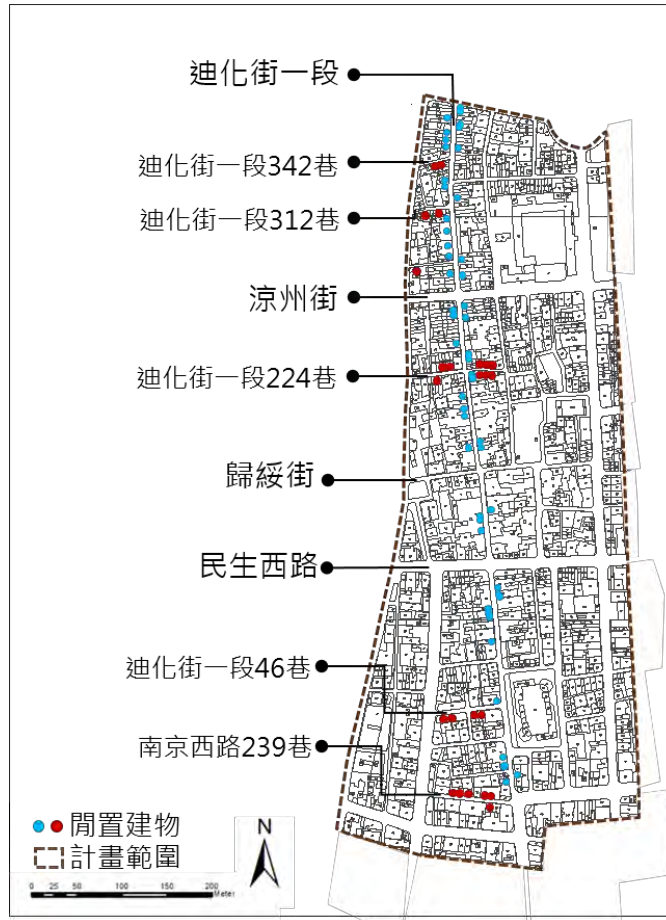 迪化街一段
迪化街一段342巷
迪化街一段312巷
涼州街
迪化街一段224巷
歸綏街
民生西路
迪化街一段46巷
南京西路239巷
閒置建物
計畫範圍
N
0 25 50 100 150 200
Meters